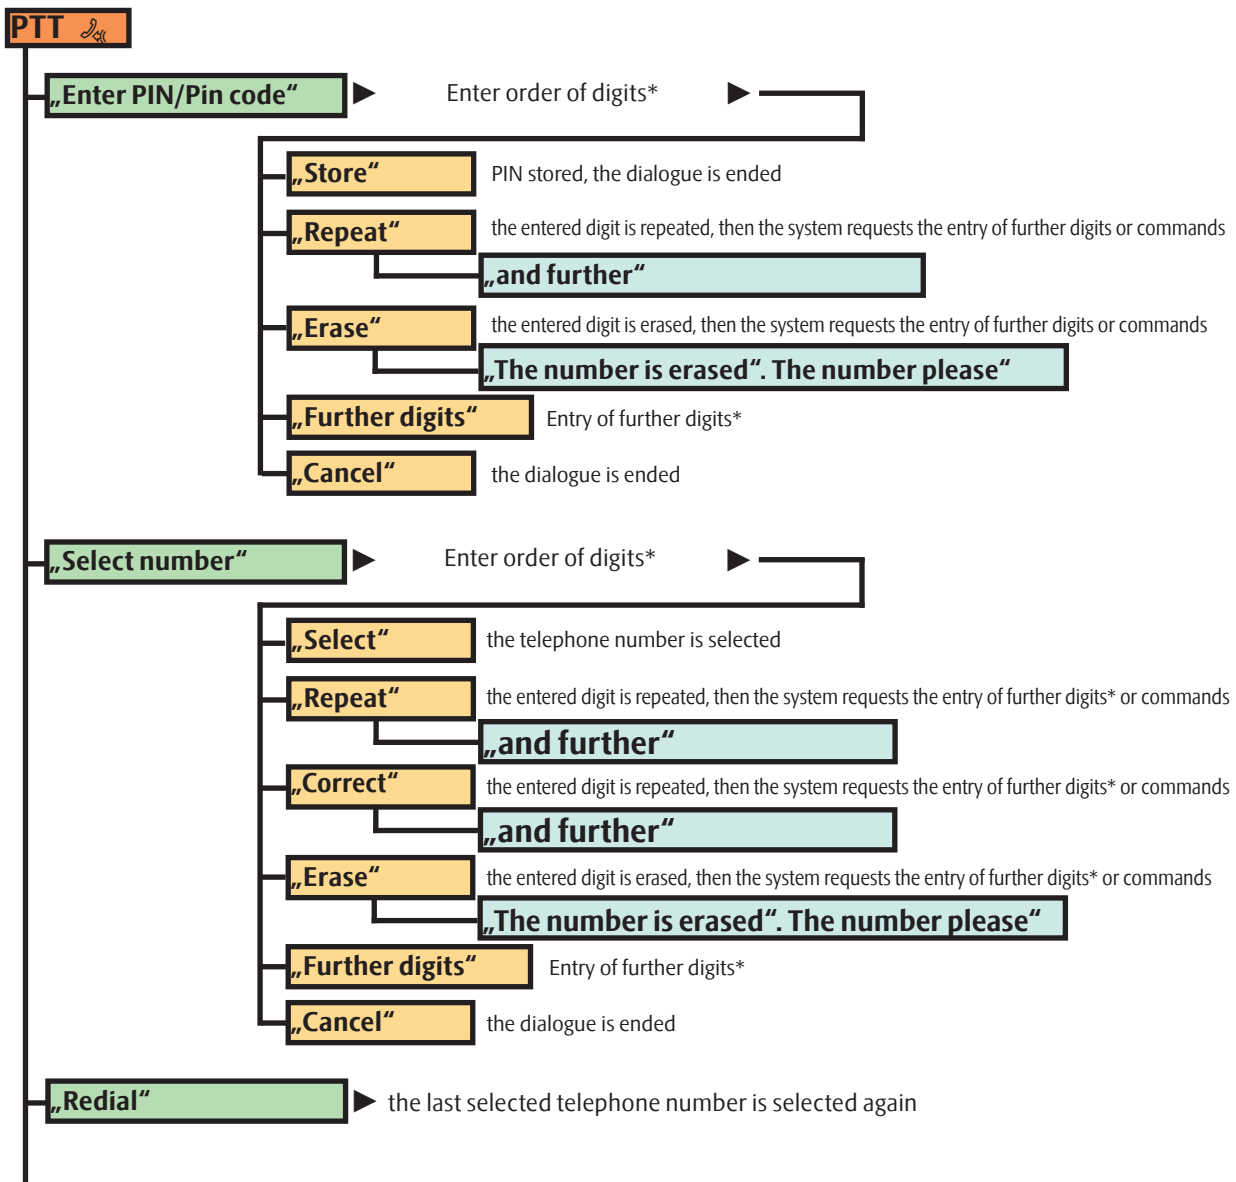 PTT
„Enter PIN/Pin code“ Enter order of digits*
„Store“ PIN stored, the dialogue is ended
„Repeat“ the entered digit is repeated, then the system requests the entry of further digits or commands
„and further“
„Erase“ the entered digit is erased, then the system requests the entry of further digits or commands
„The number is erased“. The number please“
„Further digits“ Entry of further digits*
„Cancel“ the dialogue is ended
„Select number“ Enter order of digits*
„Select“ the telephone number is selected
„Repeat“ the entered digit is repeated, then the system requests the entry of further digits* or commands
„and further“
„Correct“ the entered digit is repeated, then the system requests the entry of further digits* or commands
„and further“
„Erase“ the entered digit is erased, then the system requests the entry of further digits* or commands
„The number is erased“. The number please“
„Further digits“ Entry of further digits*
„Cancel“ the dialogue is ended
„Redial“ the last selected telephone number is selected again